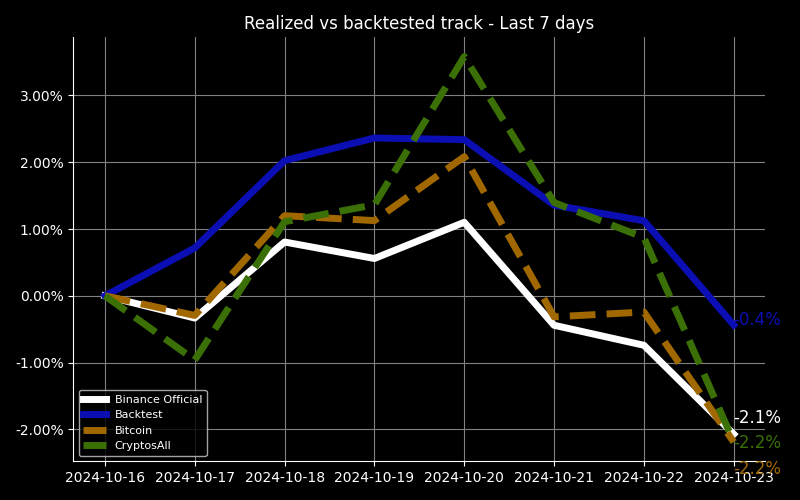 Realized vs backtested track - Last 7 days
3.00%
2.00%
1.00%
0.00%
-1.00%
-2.00%
-0.4%
-2.1%
-2.2%
-2.2%
Binance Official
Backtest
Bitcoin
CryptosAll
2024-10-16 2024-10-17 2024-10-18 2024-10-19 2024-10-20 2024-10-21 2024-10-22 2024-10-23